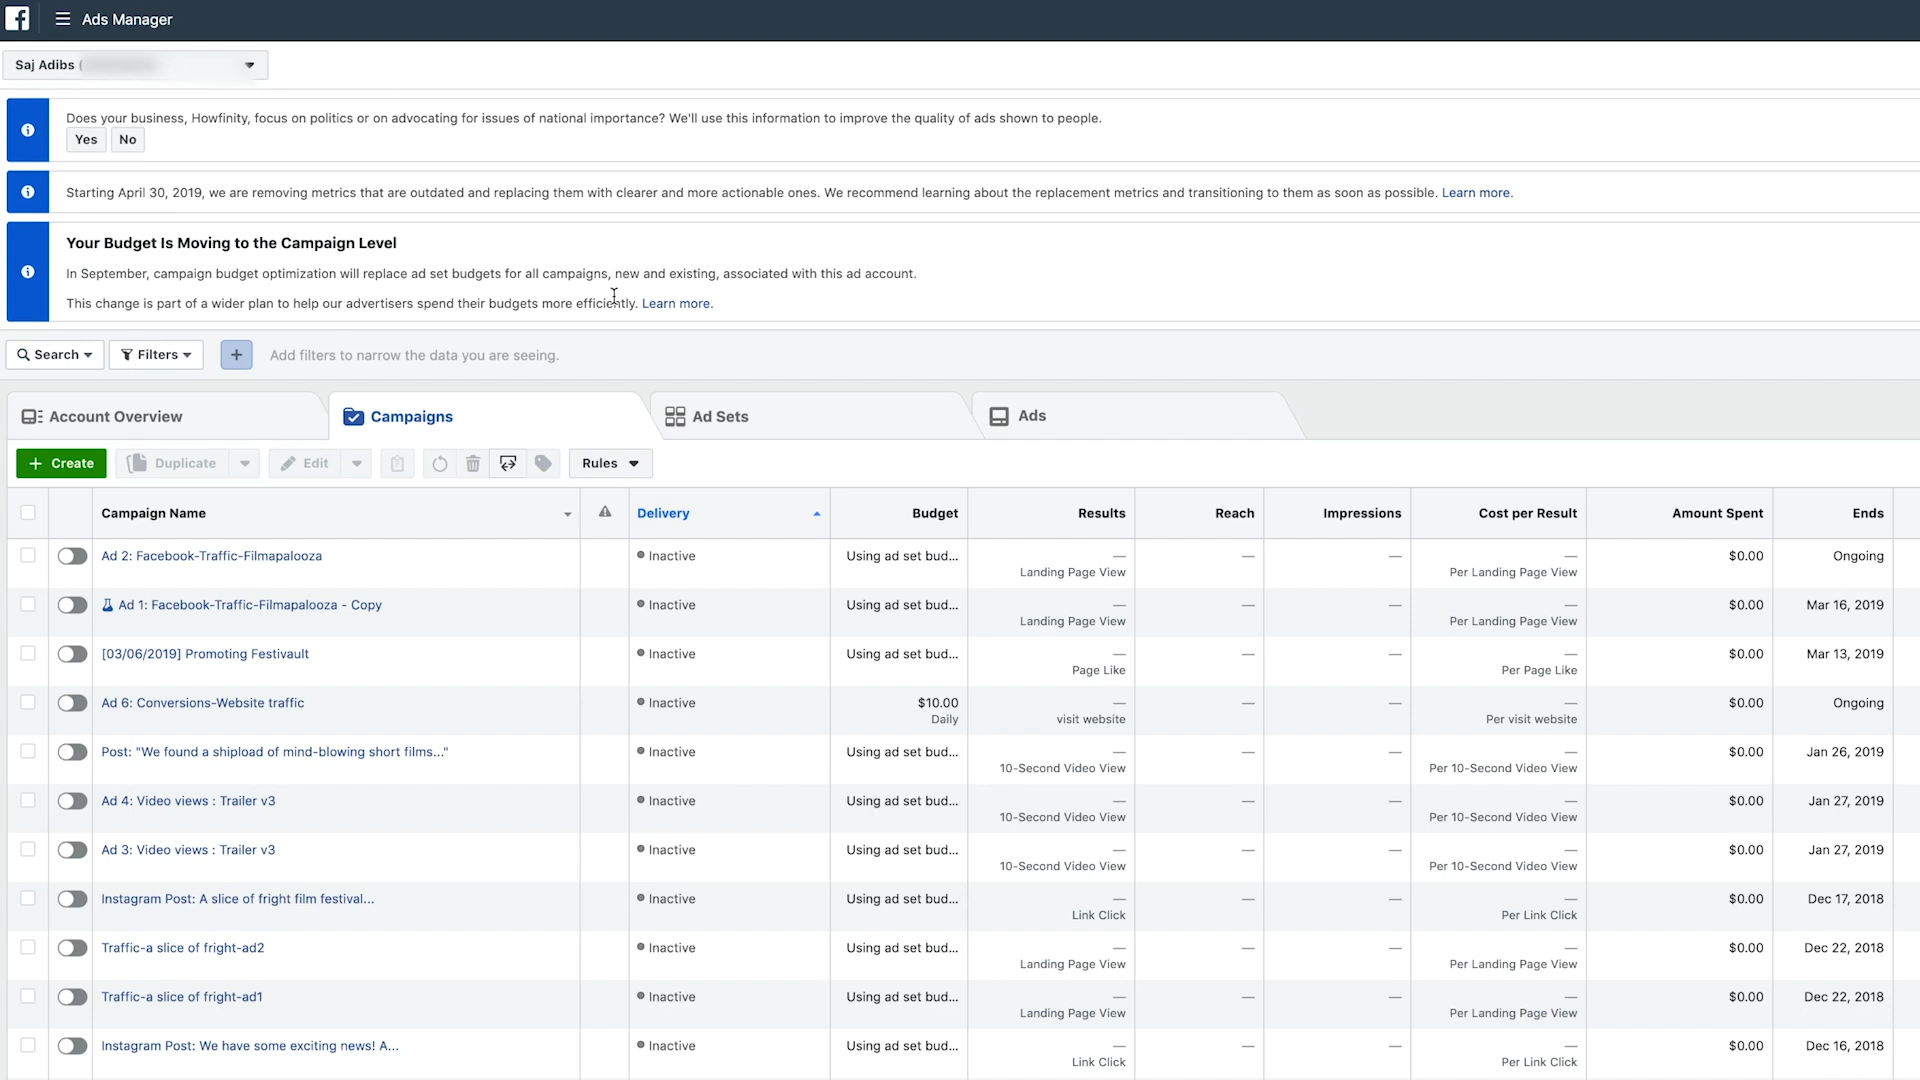 Ads Manager
Saj Adibs (
Does your business, Howfinity, focus on politics or on advocating for issues of national importance? We'll use this information to improve the quality of ads shown to people.
Yes No
Starting April 30, 2019, we are removing metrics that are outdated and replacing them with clearer and more actionable ones. We recommend learning about the replacement metrics and transitioning to them as soon as possible. Learn more.
Your Budget Is Moving to the Campaign Level
In September, campaign budget optimization will replace ad set budgets for all campaigns, new and existing, associated with this ad account.
This change is part of a wider plan to help our advertisers spend their budgets more efficiently. Learn more.
Search Filters + Add filters to narrow the data you are seeing.
Account Overview Campaigns Ad Sets Ads
+ Create Duplicate Edit Rules
Campaign Name Delivery Budget Results Reach Impressions Cost per Result Amount Spent Ends
Ad 2: Facebook-Traffic-Filmapalooza Inactive Using ad set bud... — — — — $0.00 Ongoing
Landing Page View Per Landing Page View
Ad 1: Facebook-Traffic-Filmapalooza - Copy Inactive Using ad set bud... — — — — $0.00 Mar 16, 2019
Landing Page View Per Landing Page View
[03/06/2019] Promoting Festivault Inactive Using ad set bud... — — — — $0.00 Mar 13, 2019
Page Like Per Page Like
Ad 6: Conversions-Website traffic Inactive $10.00 — — — — $0.00 Ongoing
Daily visit website Per visit website
Post: "We found a shipload of mind-blowing short films..." Inactive Using ad set bud... — — — — $0.00 Jan 26, 2019
10-Second Video View Per 10-Second Video View
Ad 4: Video views : Trailer v3 Inactive Using ad set bud... — — — — $0.00 Jan 27, 2019
10-Second Video View Per 10-Second Video View
Ad 3: Video views : Trailer v3 Inactive Using ad set bud... — — — — $0.00 Jan 27, 2019
10-Second Video View Per 10-Second Video View
Instagram Post: A slice of fright film festival... Inactive Using ad set bud... — — — — $0.00 Dec 17, 2018
Link Click Per Link Click
Traffic-a slice of fright-ad2 Inactive Using ad set bud... — — — — $0.00 Dec 22, 2018
Landing Page View Per Landing Page View
Traffic-a slice of fright-ad1 Inactive Using ad set bud... — — — — $0.00 Dec 22, 2018
Landing Page View Per Landing Page View
Instagram Post: We have some exciting news! A... Inactive Using ad set bud... — — — — $0.00 Dec 16, 2018
Link Click Per Link Click